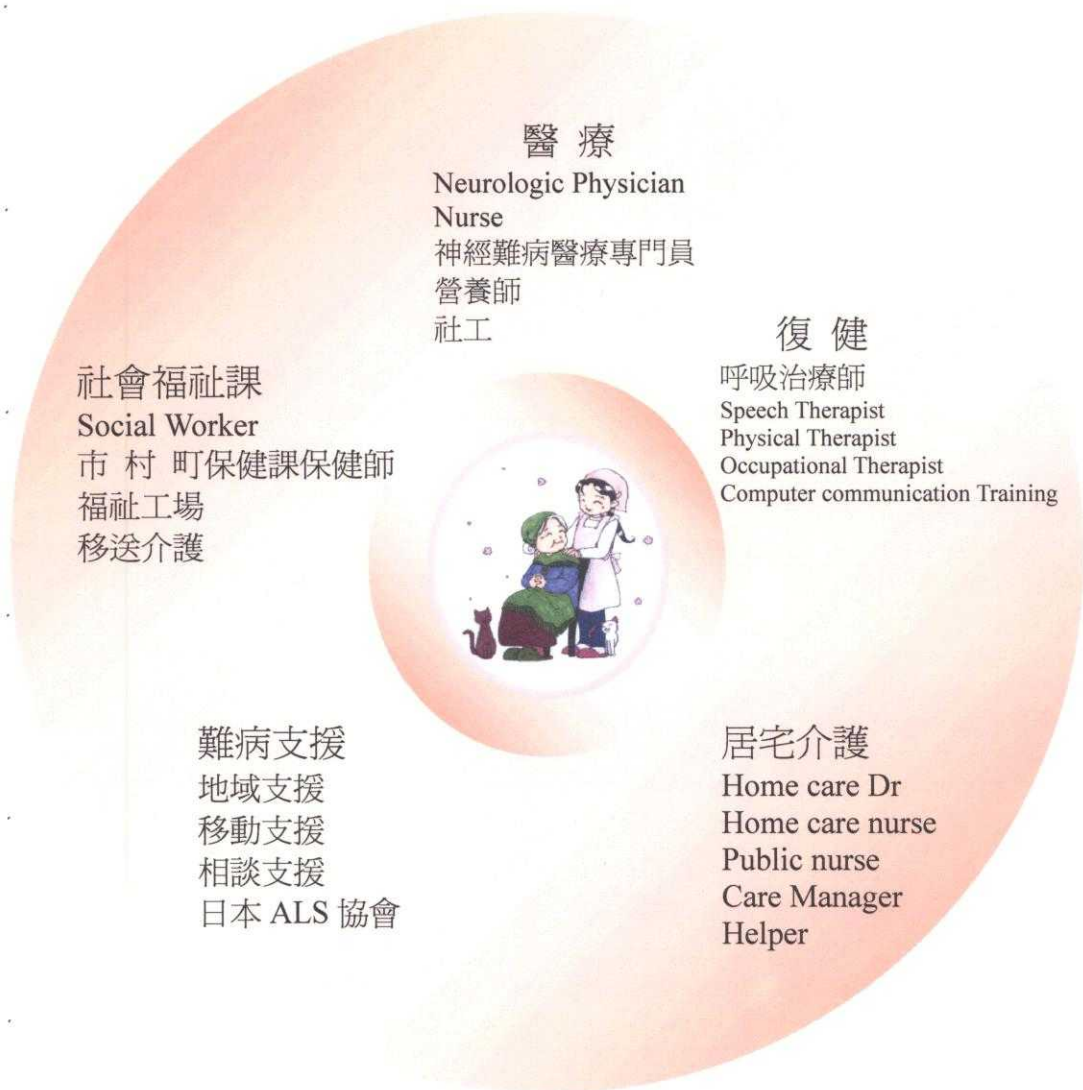 醫 療
Neurologic Physician
Nurse
神經難病醫療專門員
營養師
社工
復 健
呼吸治療師
Speech Therapist
Physical Therapist
Occupational Therapist
Computer communication Training
居宅介護
Home care Dr
Home care nurse
Public nurse
Care Manager
Helper
難病支援
地域支援
移動支援
相談支援
日本 ALS 協會
社會福祉課
Social Worker
市 村 町保健課保健師
福祉工場
移送介護